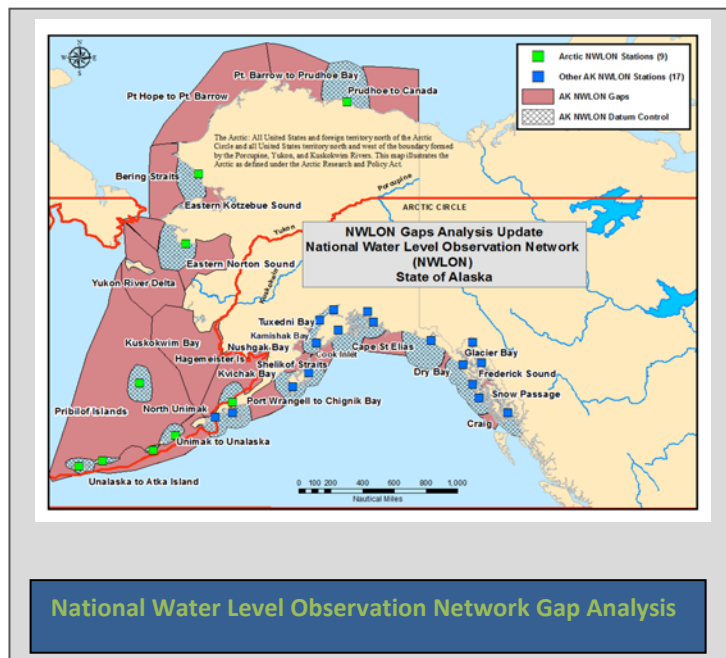 Pt. Barrow to Prudhoe Bay
Pt Hope to Pt. Barrow
Prudhoe to Canada
Arctic NWLON Stations (9)
Other AK NWLON Stations (17)
AK NWLON Gaps
AK NWLON Datum Control
The Arctic: All United States and foreign territory north of the Arctic
Circle and all United States territory north and west of the boundary formed
by the Porcupine, Yukon, and Kuskokwim Rivers. This map illustrates the
Arctic as defined under the Arctic Research and Policy Act.
Bering Straits
Porcupine
Eastern Kotzebue Sound
ARCTIC CIRCLE
Yukon
NWLON Gaps Analysis Update
National Water Level Observation Network
(NWLON)
State of Alaska
Eastern Norton Sound
Kuskokwim
Yukon River Delta
Tuxedni Bay
Kamishak Bay
Kuskokwim Bay
Nushgak Bay
Cape St Elias
Glacier Bay
Cook Inlet
Hagemeister Is
Shelikof Straits
Dry Bay
Frederick Sound
Kvichak Bay
Snow Passage
Pribilof Islands
North Unimak
Port Wrangell to Chignik Bay
Craig
Unimak to Unalaska
Unalaska to Atka Island
0 100 200 400 600 800 1,000
Nautical Miles
National Water Level Observation Network Gap Analysis